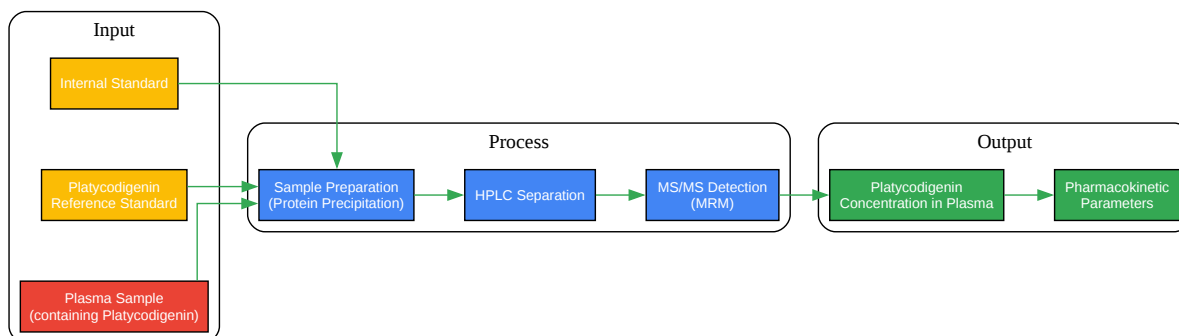 Input
Internal Standard
Platycodigenin
Reference Standard
Plasma Sample
(containing Platycodigenin)
Process
Sample Preparation
(Protein Precipitation)
HPLC Separation
MS/MS Detection
(MRM)
Output
Platycodigenin
Concentration in Plasma
Pharmacokinetic
Parameters